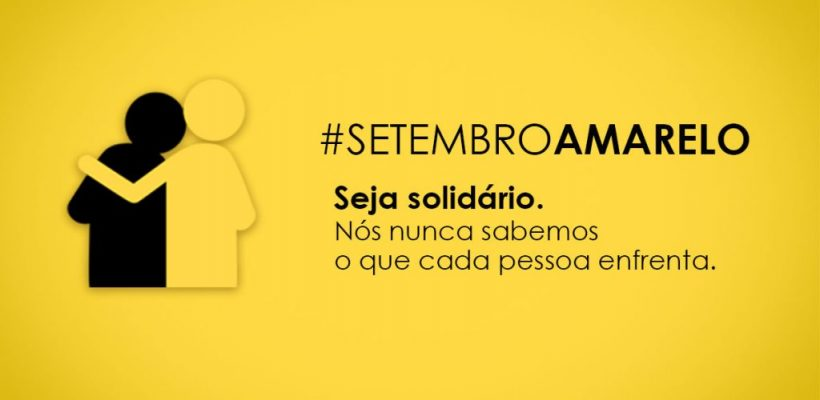 #SETEMBROAMARELO
Seja solidário.
Nós nunca sabemos
o que cada pessoa enfrenta.